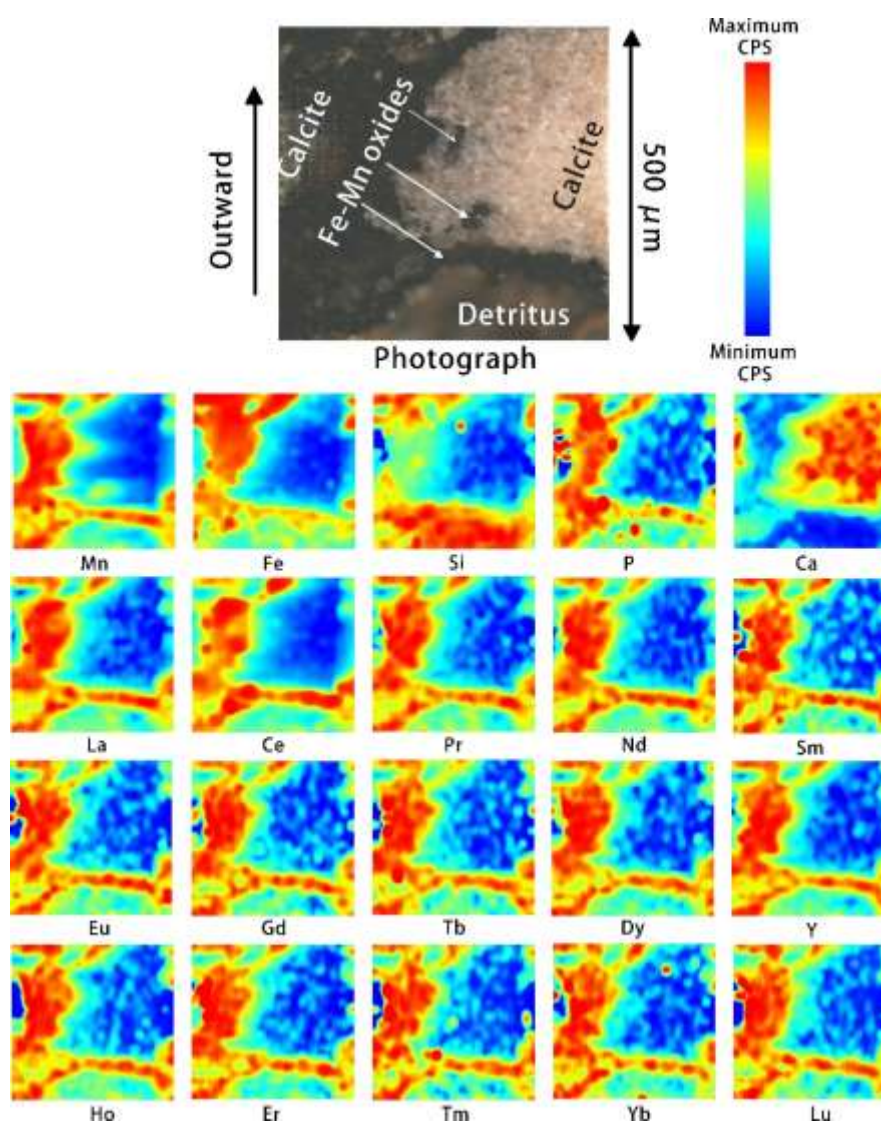 Maximum
CPS
Outward
Calcite
Fe-Mn oxides
Calcite
500 μm
Detritus
Minimum
CPS
Photograph
Mn Fe Si P Ca
La Ce Pr Nd Sm
Eu Gd Tb Dy Y
Ho Er Tm Yb Lu